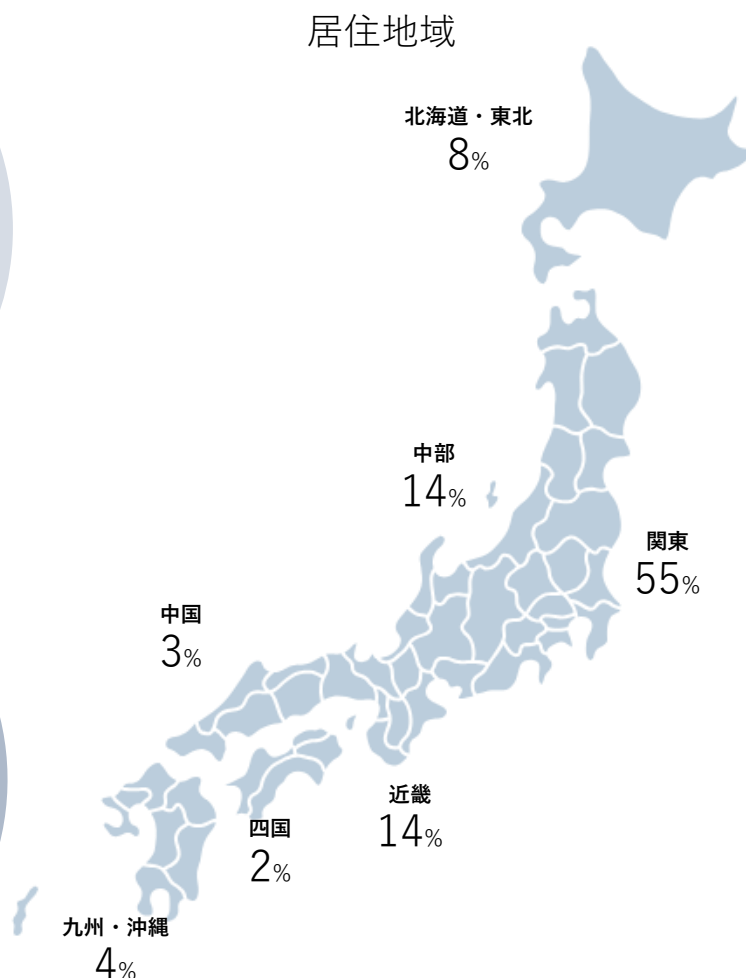 居住地域
北海道・東北
8%
中部
14%
関東
55%
中国
3%
近畿
14%
四国
2%
九州・沖縄
4%